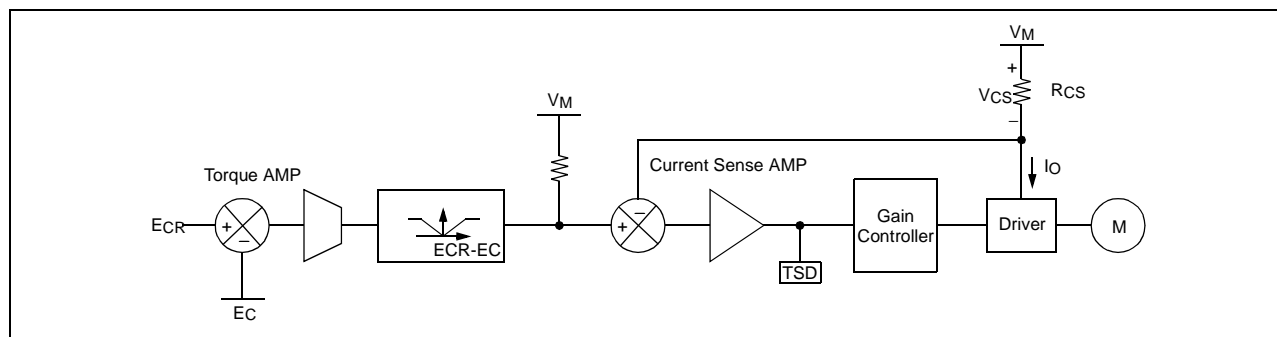 VM
+
VCS
RCS
–
VM
Current Sense AMP
IO
Torque AMP
ECR
+
–
ECR-EC
+
–
TSD
Gain
Controller
Driver
M
EC